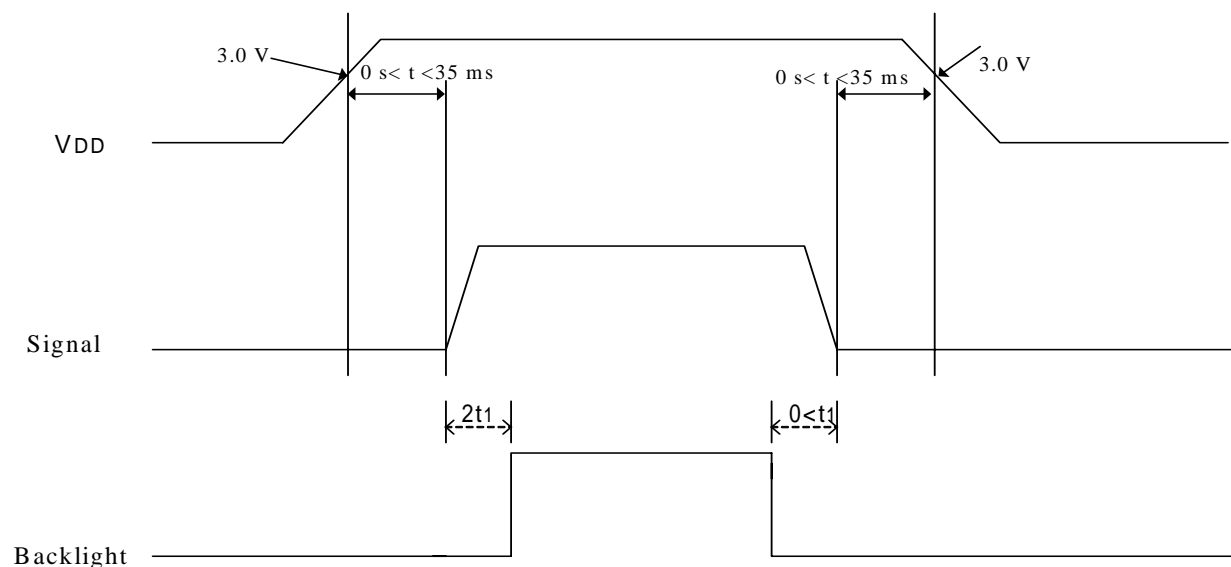 3.0 V
0 s< t <35 ms
0 s< t <35 ms
3.0 V
VDD
Signal
2t1
0<t1
Backlight